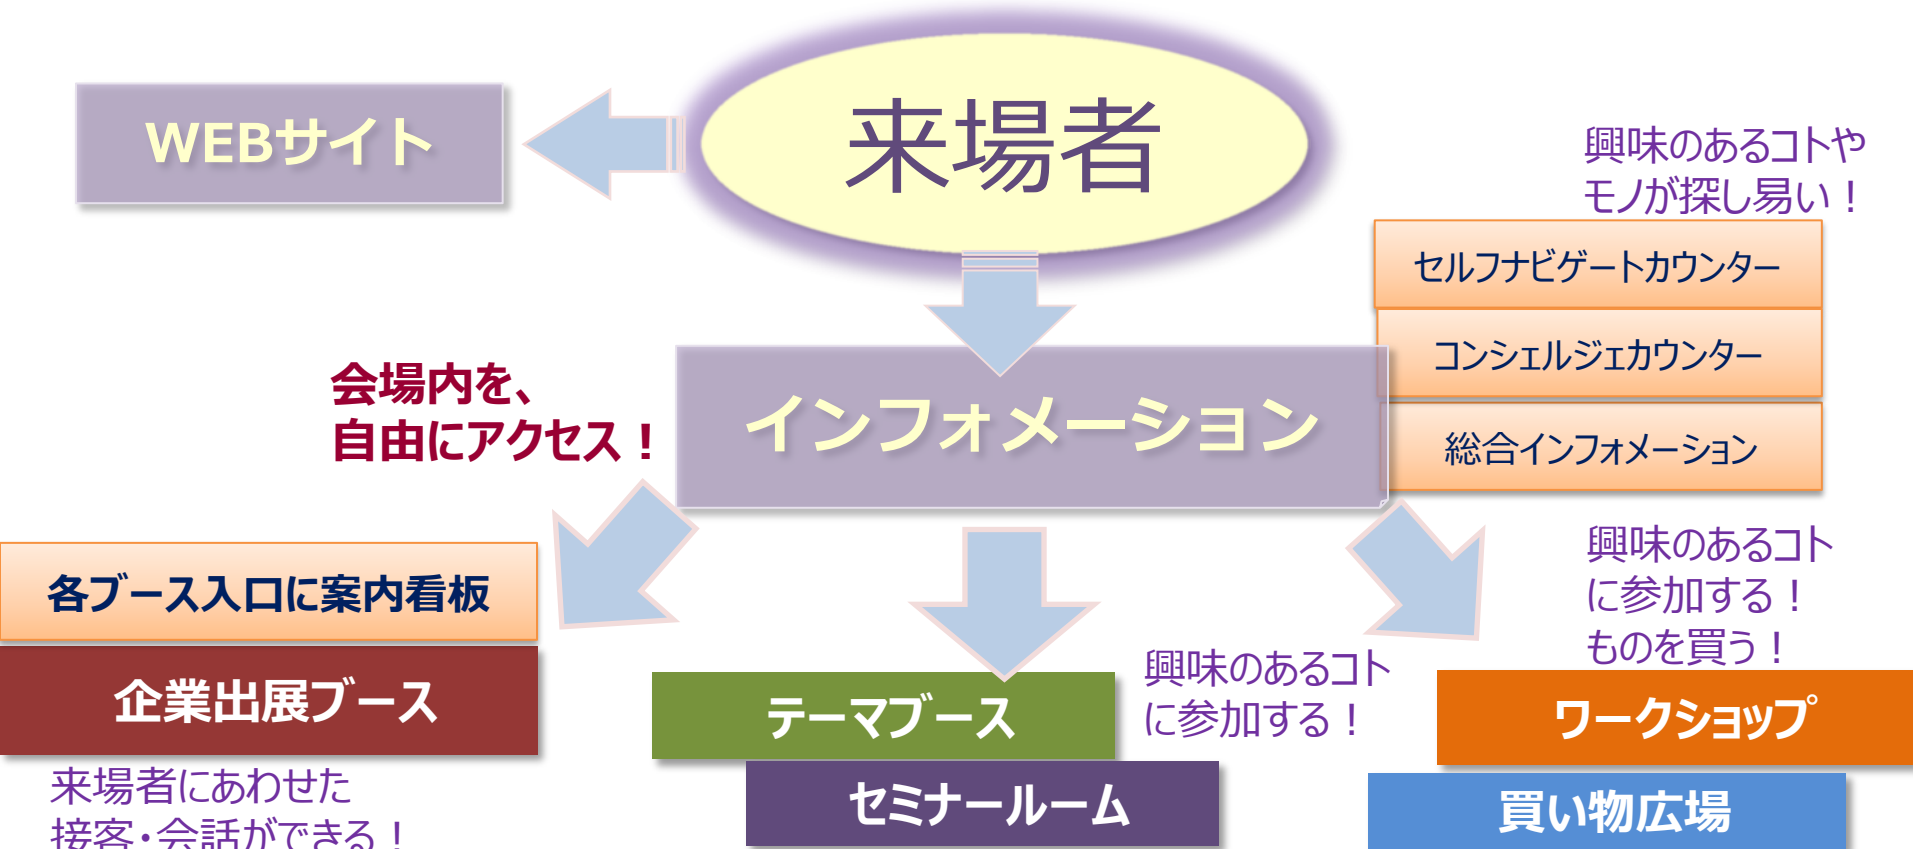 来場者
WEBサイト
興味のあるコトや
モノが探し易い！
セルフナビゲートカウンター
コンシェルジェカウンター
総合インフォメーション
会場内を、
自由にアクセス！
インフォメーション
各ブース入口に案内看板
企業出展ブース
来場者にあわせた
接客・会話ができる！
テーマブース
セミナールーム
興味のあるコト
に参加する！
興味のあるコト
に参加する！
ものを買う！
ワークショップ
買い物広場